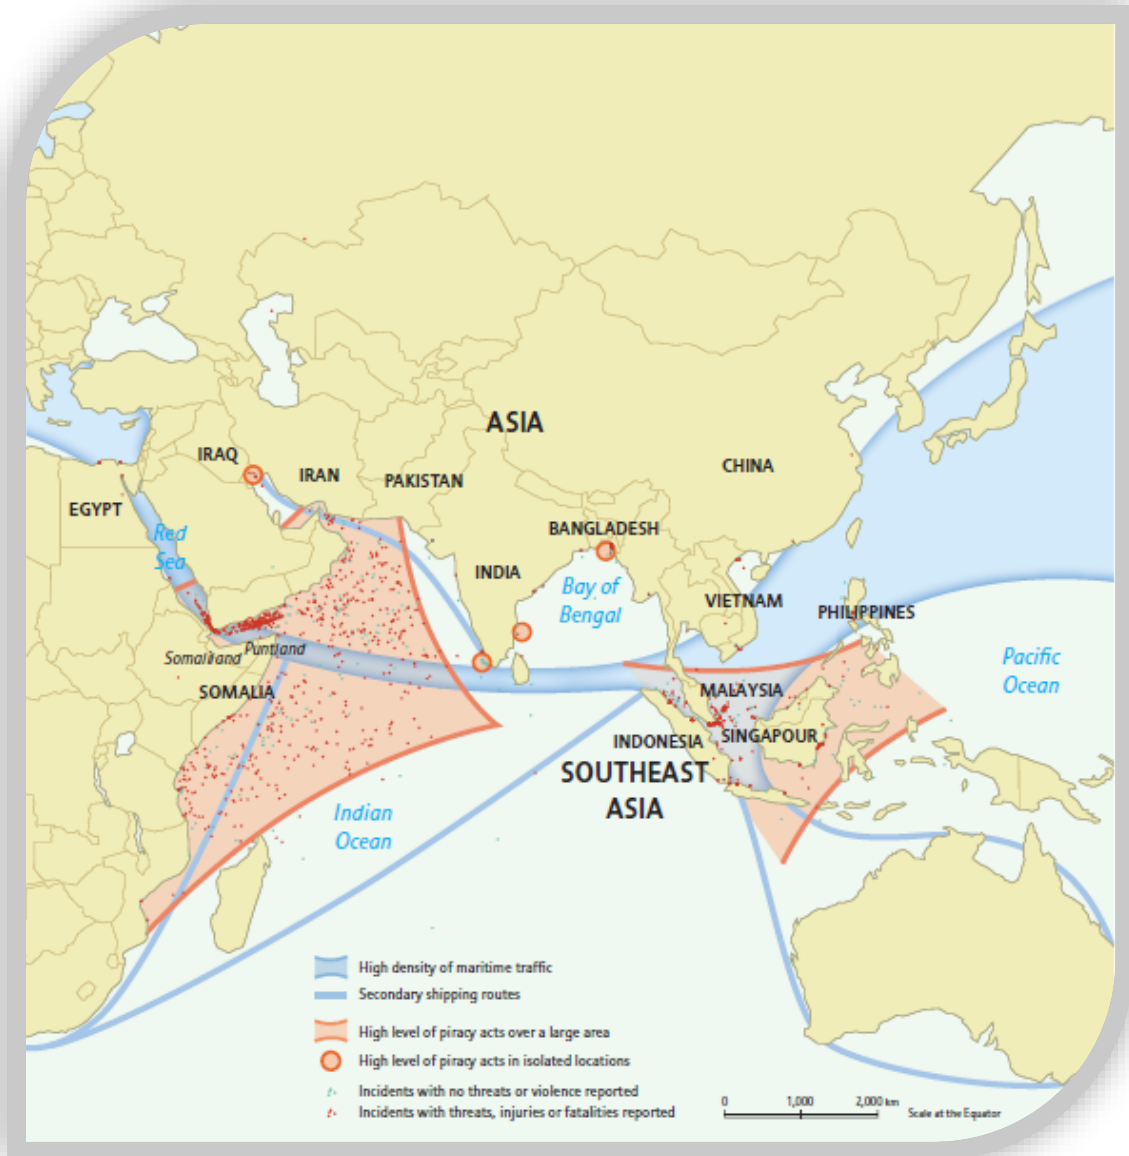 ASIA
CHINA
IRAQ
IRAN
PAKISTAN
EGYPT
Red
Sea
BANGLADESH
INDIA
Bay of
Bengal
VIETNAM
PHILIPPINES
Somaliland
Puntland
SOMALIA
Pacific
Ocean
MALAYSIA
SINGAPOUR
INDONESIA
SOUTHEAST
ASIA
Indian
Ocean
High density of maritime traffic
Secondary shipping routes
High level of piracy acts over a large area
High level of piracy acts in isolated locations
Incidents with no threats or violence reported
Incidents with threats, injuries or fatalities reported
0 1,000 2,000 km
Scale at the Equator